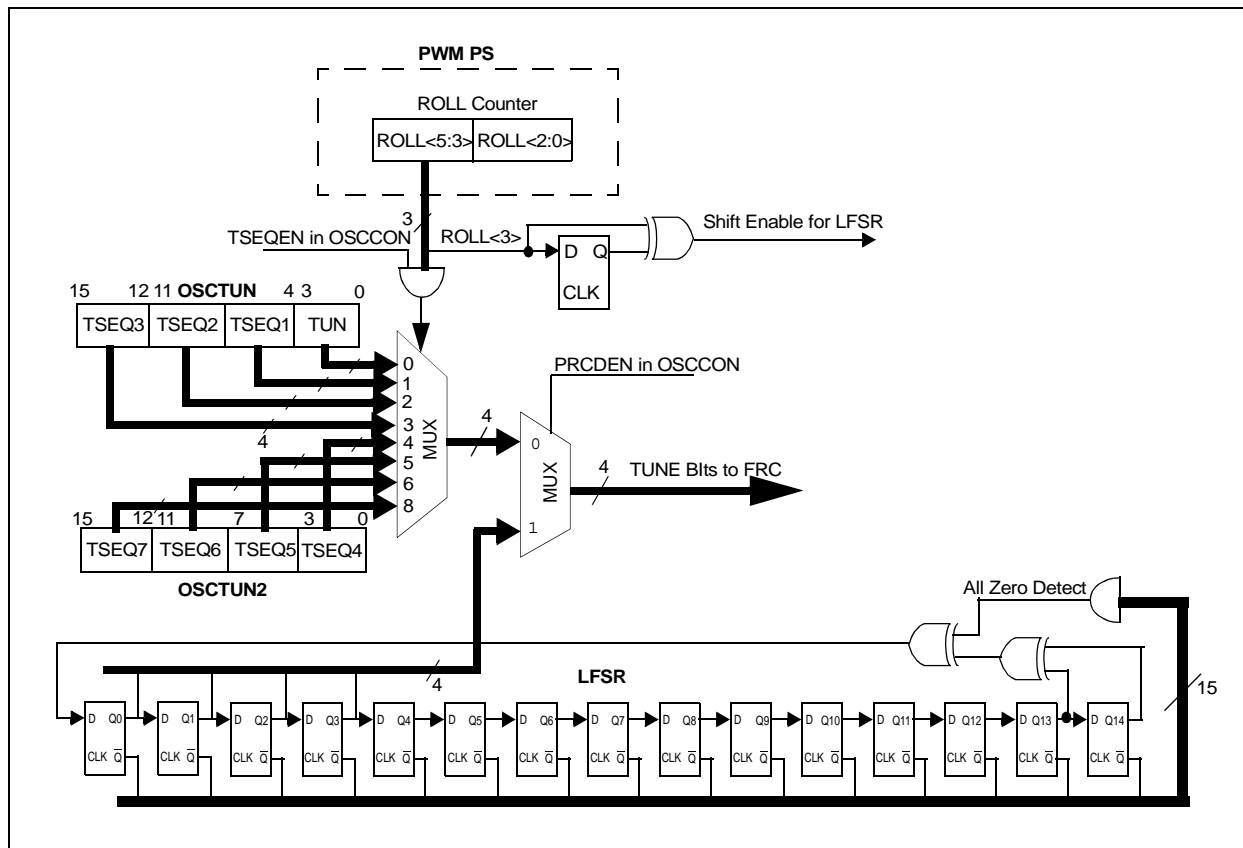 PWM PS
ROLL Counter
ROLL<5:3> ROLL<2:0>
3
TSEQEN in OSCCON
ROLL<3>
Shift Enable for LFSR
D Q
CLK
15 12 11 OSCTUN 4 3 0
TSEQ3 TSEQ2 TSEQ1 TUN
0
1
2
3
4
5
6
8
MUX
4
PRCDEN in OSCCON
4
0
1
MUX
4
TUNE BIts to FRC
15 12 11 7 3 0
TSEQ7 TSEQ6 TSEQ5 TSEQ4
OSCTUN2
All Zero Detect
4
LFSR
15
D Q0 D Q1 D Q2 D Q3 D Q4 D Q5 D Q6 D Q7 D Q8 D Q9 D Q10 D Q11 D Q12 D Q13 D Q14
CLK Q̅ CLK Q̅ CLK Q̅ CLK Q̅ CLK Q̅ CLK Q̅ CLK Q̅ CLK Q̅ CLK Q̅ CLK Q̅ CLK Q̅ CLK Q̅ CLK Q̅ CLK Q̅ CLK Q̅